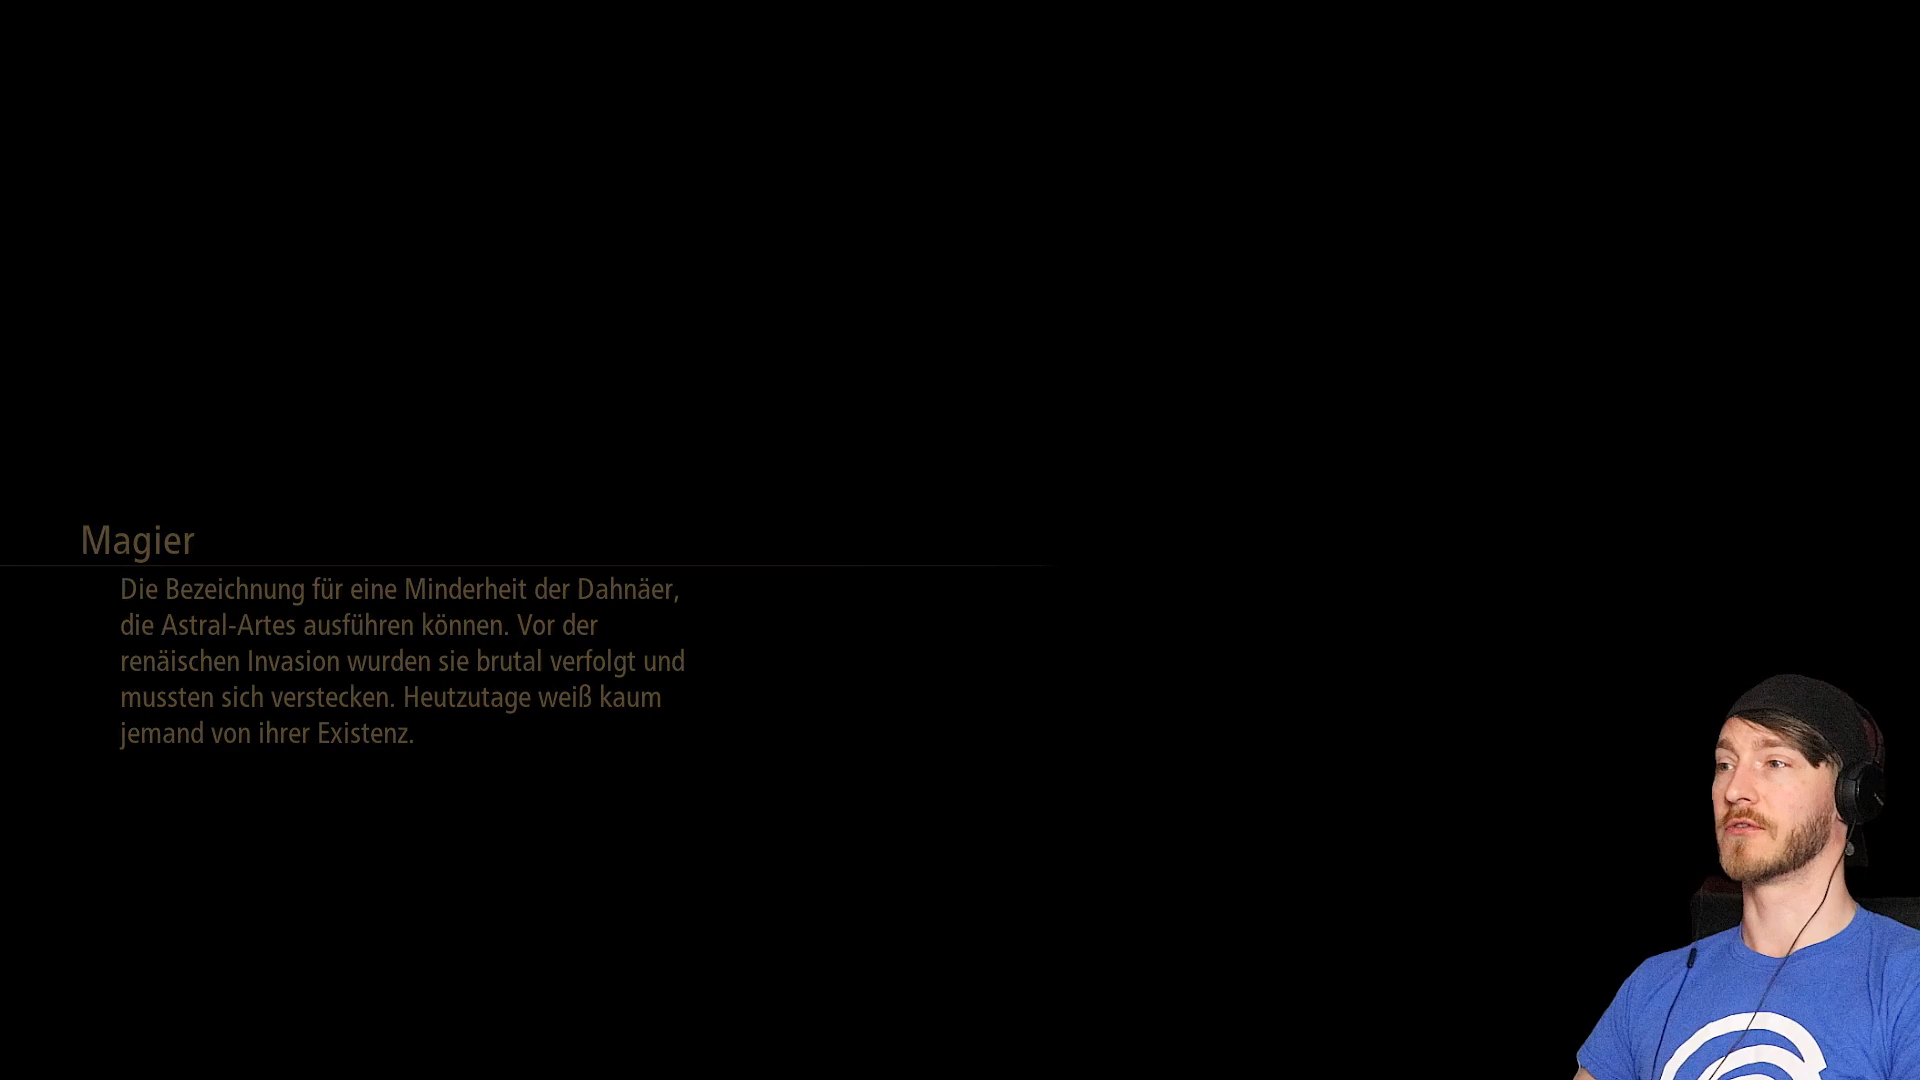 Magier
Die Bezeichnung für eine Minderheit der Dahnäer,
die Astral-Artes ausführen können. Vor der
renäischen Invasion wurden sie brutal verfolgt und
mussten sich verstecken. Heutzutage weiß kaum
jemand von ihrer Existenz.